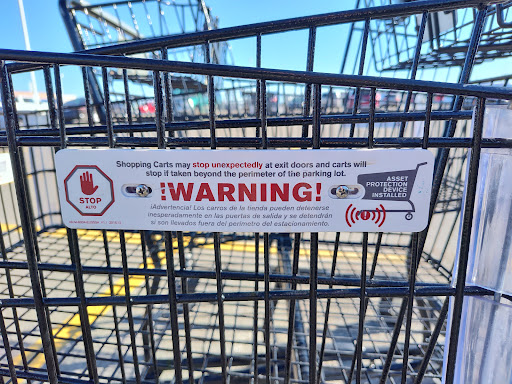 Shopping Carts may stop unexpectedly at exit doors and carts will
stop if taken beyond the perimeter of the parking lot.
STOP
ALTO
!WARNING!
¡Advertencia! Los carros de la tienda pueden detenerse
inesperadamente en las puertas de salida y se detendrán
si son llevados fuera del perímetro del estacionamiento.
ASSET
PROTECTION
DEVICE
INSTALLED